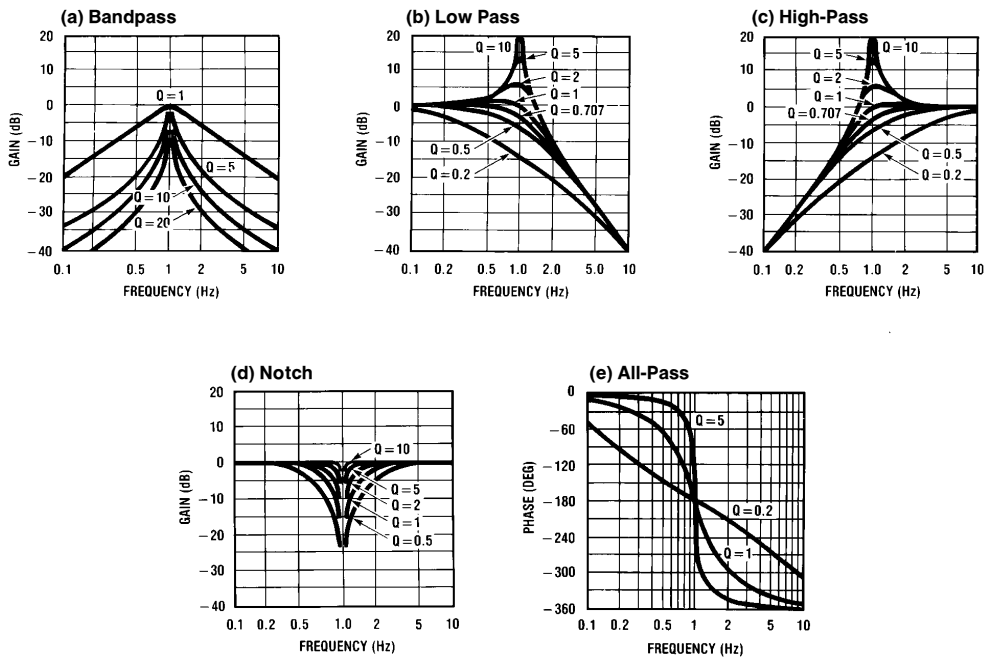 (a) Bandpass
(b) Low Pass
(c) High-Pass
20
10
0
−10
−20
−30
−40
GAIN (dB)
Q = 1
Q = 5
Q = 10
Q = 20
0.1 0.2 0.5 1 2 5 10
FREQUENCY (Hz)
20
10
0
−10
−20
−30
−40
GAIN (dB)
Q = 10
Q = 5
Q = 2
Q = 1
Q = 0.707
Q = 0.5
Q = 0.2
0.1 0.2 0.5 1.0 2.0 5.0 10
FREQUENCY (Hz)
20
10
0
−10
−20
−30
−40
GAIN (dB)
Q = 10
Q = 5
Q = 2
Q = 1
Q = 0.707
Q = 0.5
Q = 0.2
0.1 0.2 0.5 1.0 2 5 10
FREQUENCY (Hz)
(d) Notch
(e) All-Pass
20
10
0
−10
−20
−30
−40
GAIN (dB)
Q = 10
Q = 5
Q = 2
Q = 1
Q = 0.5
0.1 0.2 0.5 1.0 2 5 10
FREQUENCY (Hz)
0
−60
−120
−180
−240
−300
−360
PHASE (DEG)
Q = 5
Q = 0.2
Q = 1
0.1 0.2 0.5 1.0 2 5 10
FREQUENCY (Hz)